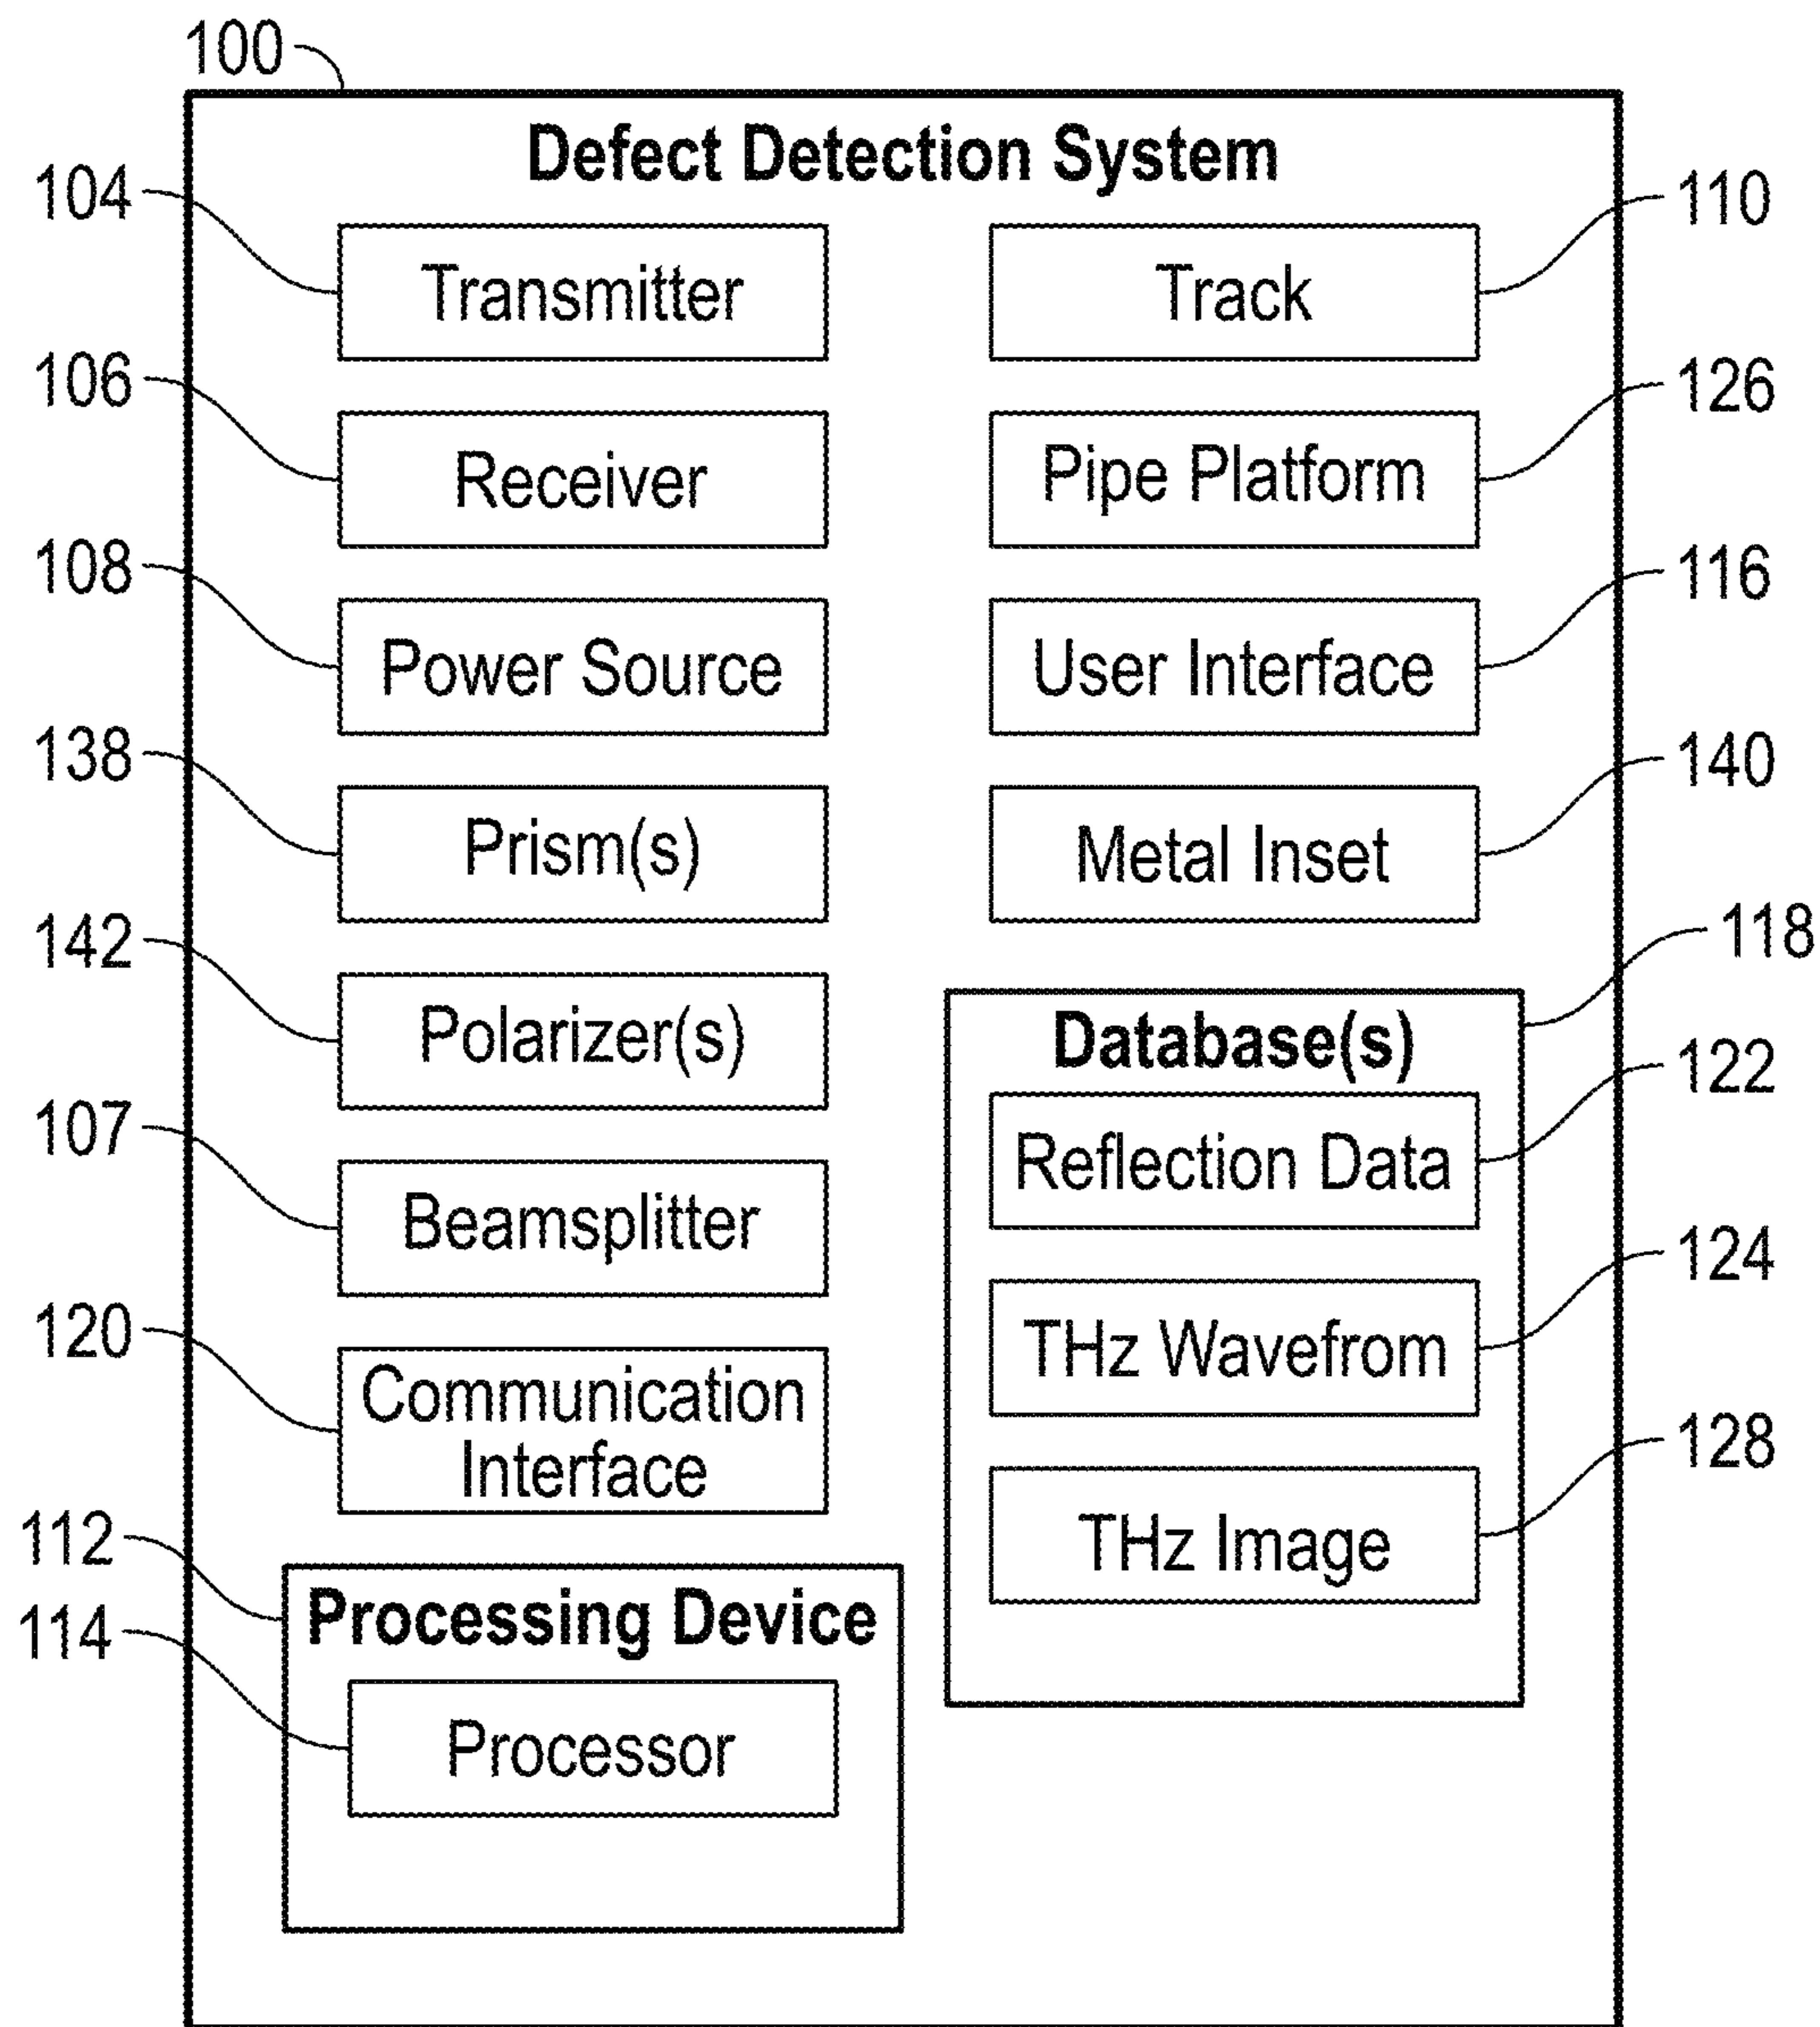 100
Defect Detection System
104
Transmitter
Track
110
106
Receiver
Pipe Platform
126
108
Power Source
User Interface
116
138
Prism(s)
Metal Inset
140
142
Polarizer(s)
118
Database(s)
107
Beamsplitter
Reflection Data
122
120
Communication
Interface
THz Wavefrom
124
THz Image
128
112
Processing Device
114
Processor